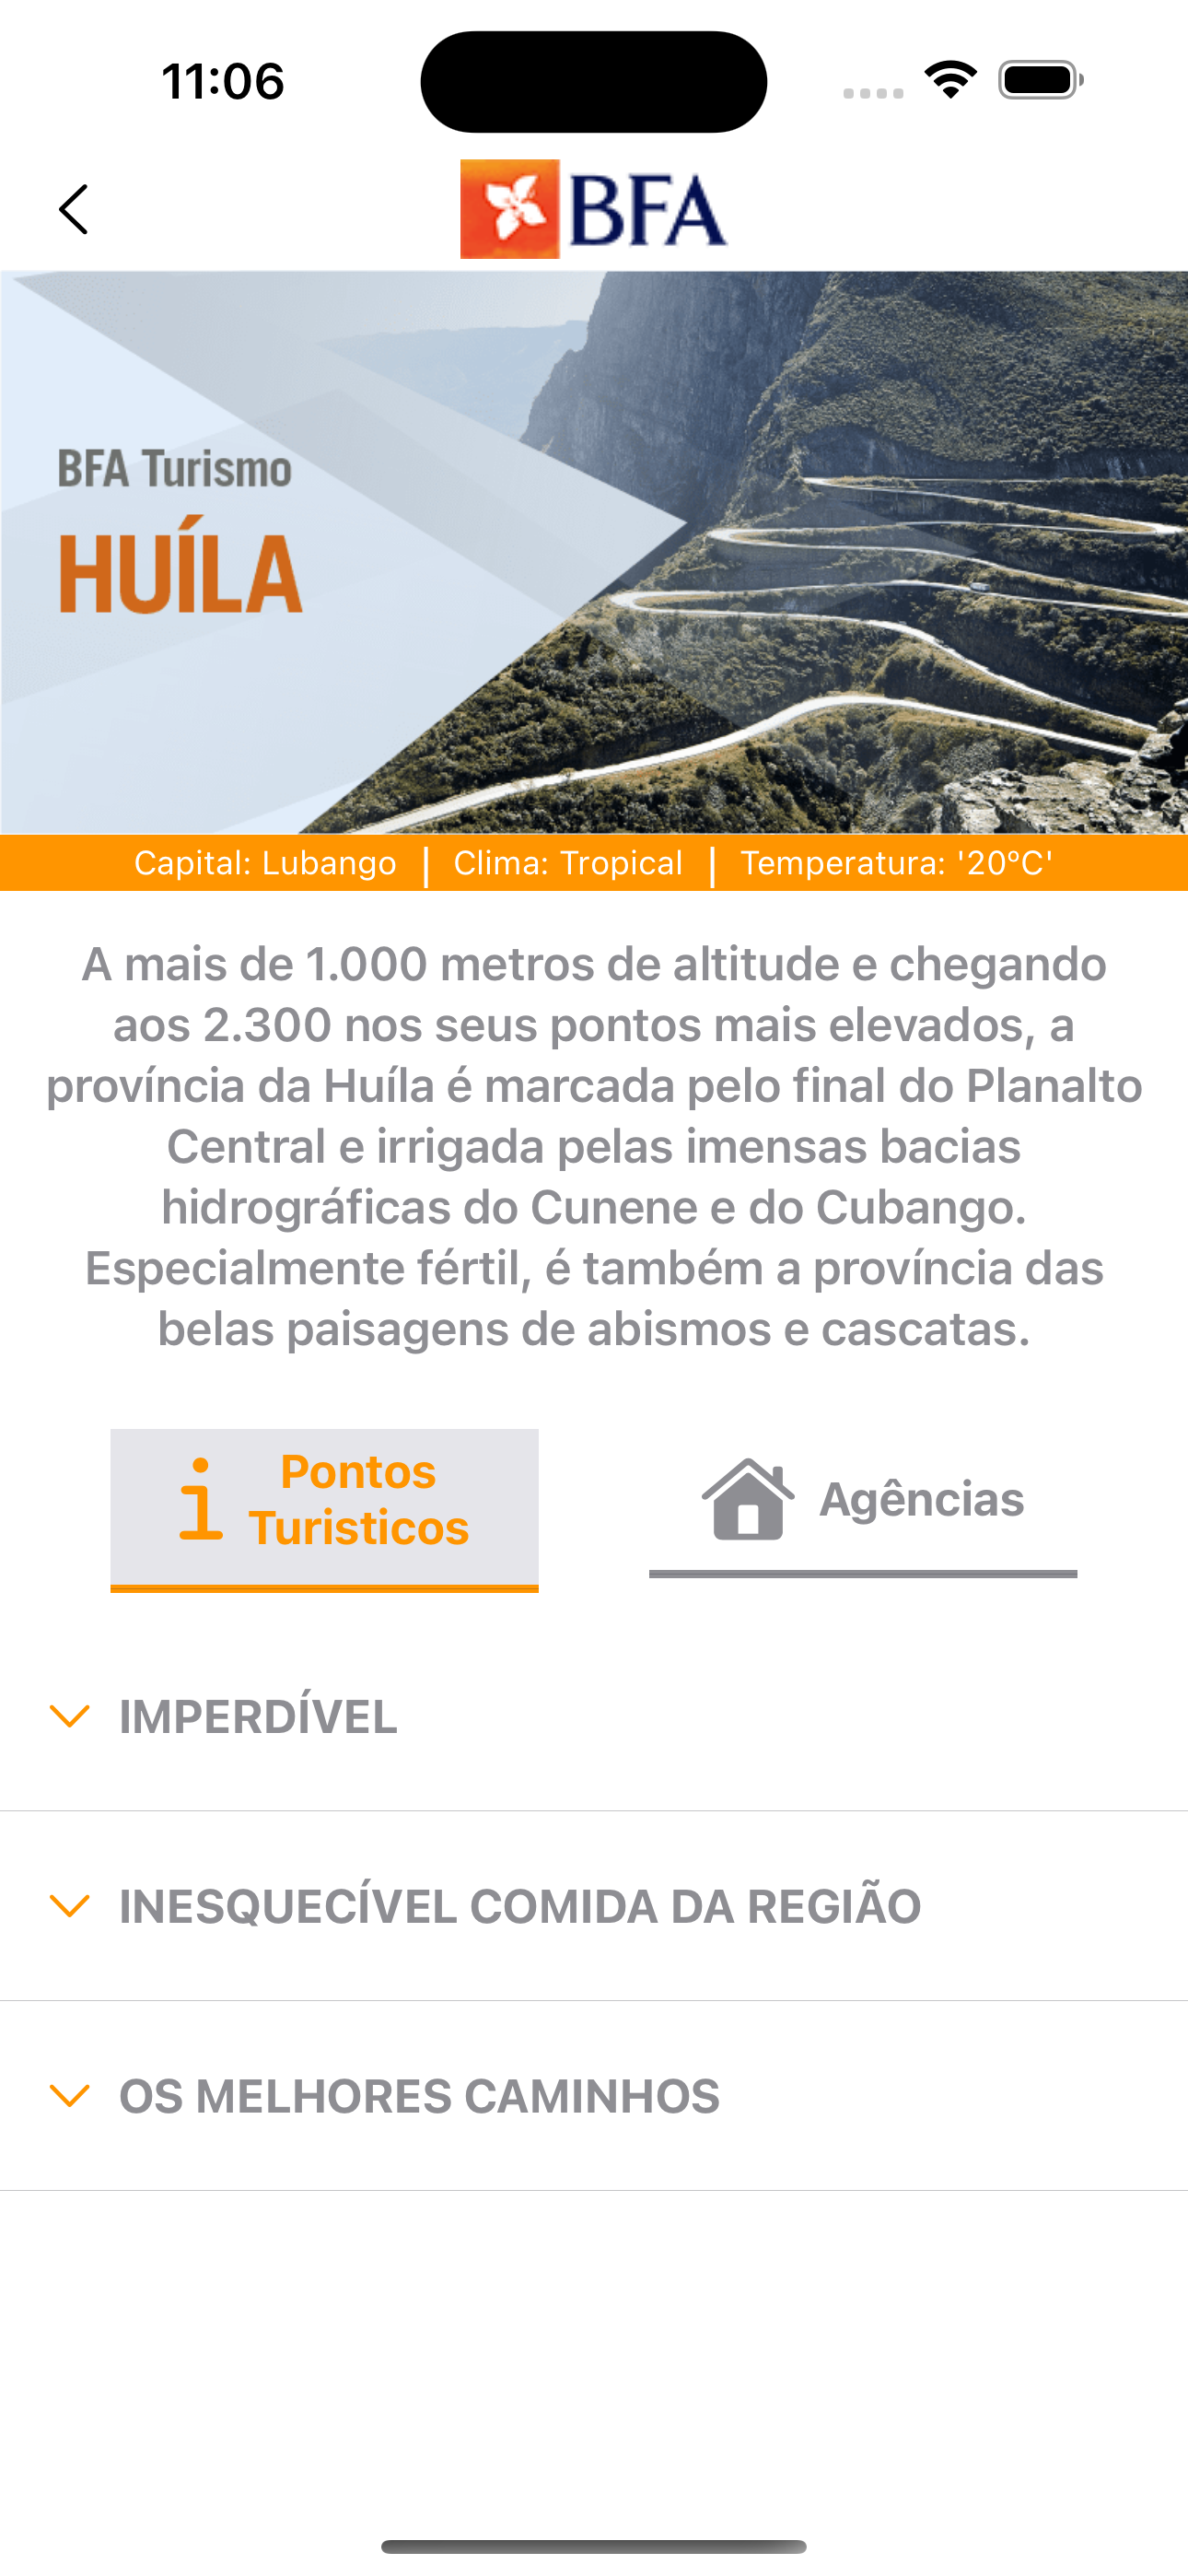 11:06
BFA
BFA Turismo
HUÍLA
Capital: Lubango | Clima: Tropical | Temperatura: '20°C'
A mais de 1.000 metros de altitude e chegando
aos 2.300 nos seus pontos mais elevados, a
província da Huíla é marcada pelo final do Planalto
Central e irrigada pelas imensas bacias
hidrográficas do Cunene e do Cubango.
Especialmente fértil, é também a província das
belas paisagens de abismos e cascatas.
Pontos
Turisticos
Agências
IMPERDÍVEL
INESQUECÍVEL COMIDA DA REGIÃO
OS MELHORES CAMINHOS